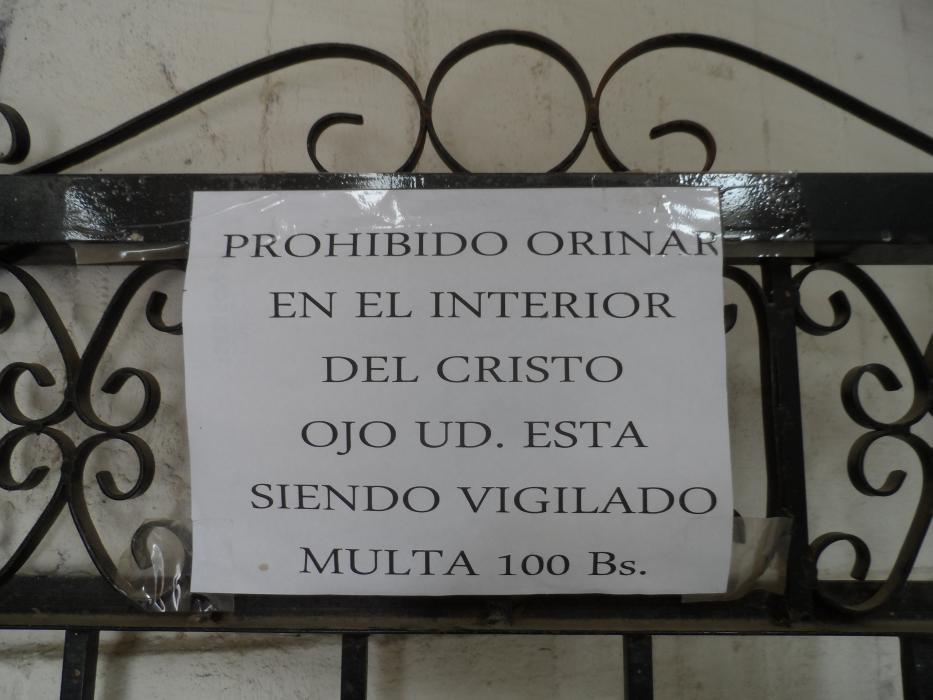 PROHIBIDO ORINAR
EN EL INTERIOR
DEL CRISTO
OJO UD. ESTA
SIENDO VIGILADO
MULTA 100 Bs.